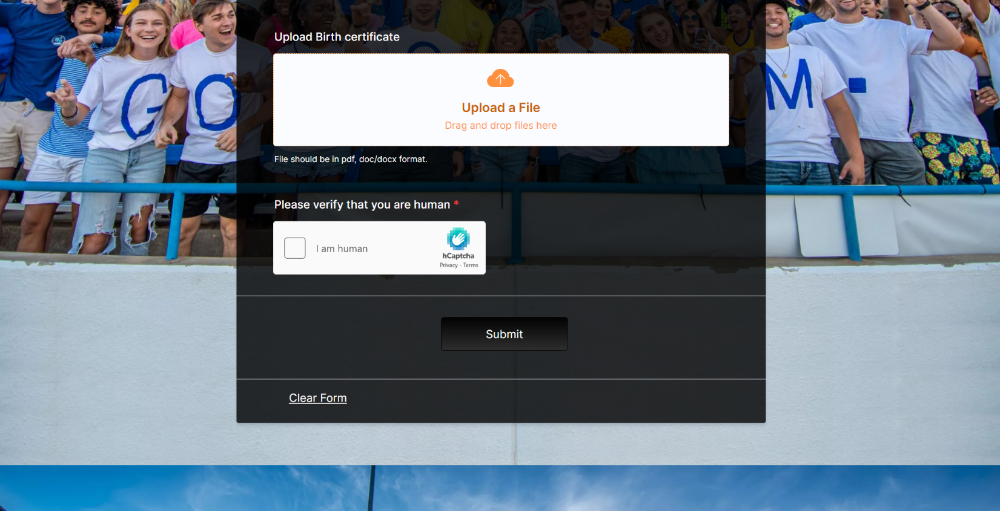 Upload Birth certificate
Upload a File
Drag and drop files here
File should be in pdf, doc/docx format.
GO
M -
Please verify that you are human *
I am human
hCaptcha
Privacy - Terms
Submit
Clear Form